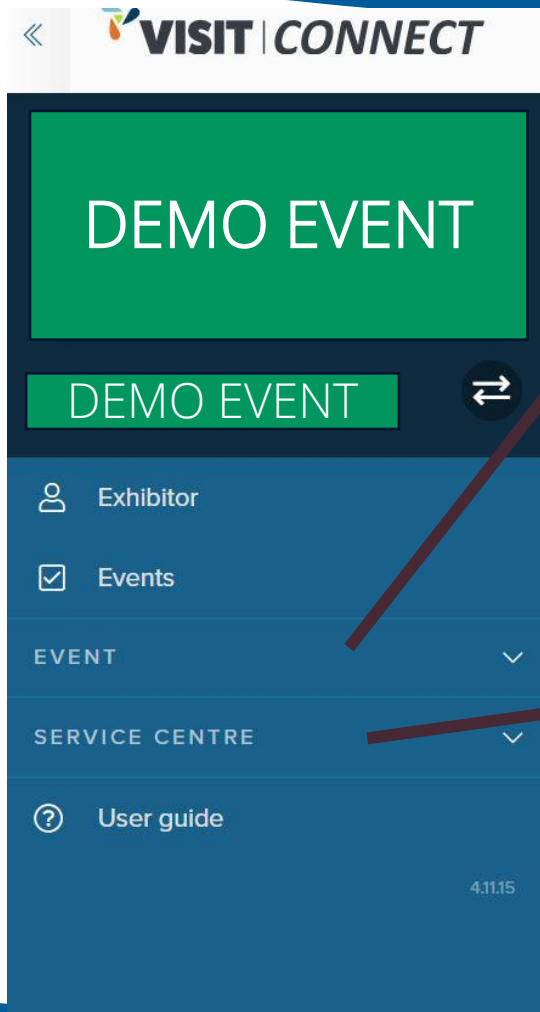 VISIT | CONNECT
DEMO EVENT
DEMO EVENT
Exhibitor
Events
EVENT
SERVICE CENTRE
User guide
4.11.15